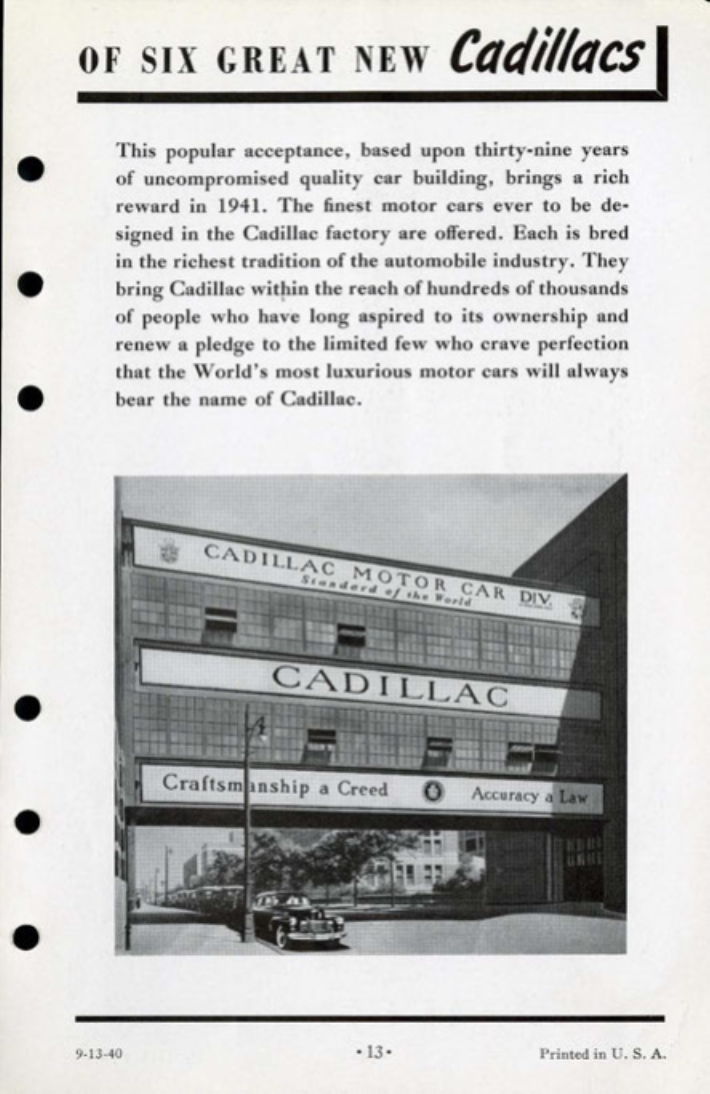 OF SIX GREAT NEW Cadillacs
This popular acceptance, based upon thirty-nine years
of uncompromised quality car building, brings a rich
reward in 1941. The finest motor cars ever to be de-
signed in the Cadillac factory are offered. Each is bred
in the richest tradition of the automobile industry. They
bring Cadillac within the reach of hundreds of thousands
of people who have long aspired to its ownership and
renew a pledge to the limited few who crave perfection
that the World's most luxurious motor cars will always
bear the name of Cadillac.
CADILLAC MOTOR CAR DIV.
Standard of the World
CADILLAC
Craftsmanship a Creed Accuracy a Law
9-13-40 •13• Printed in U. S. A.